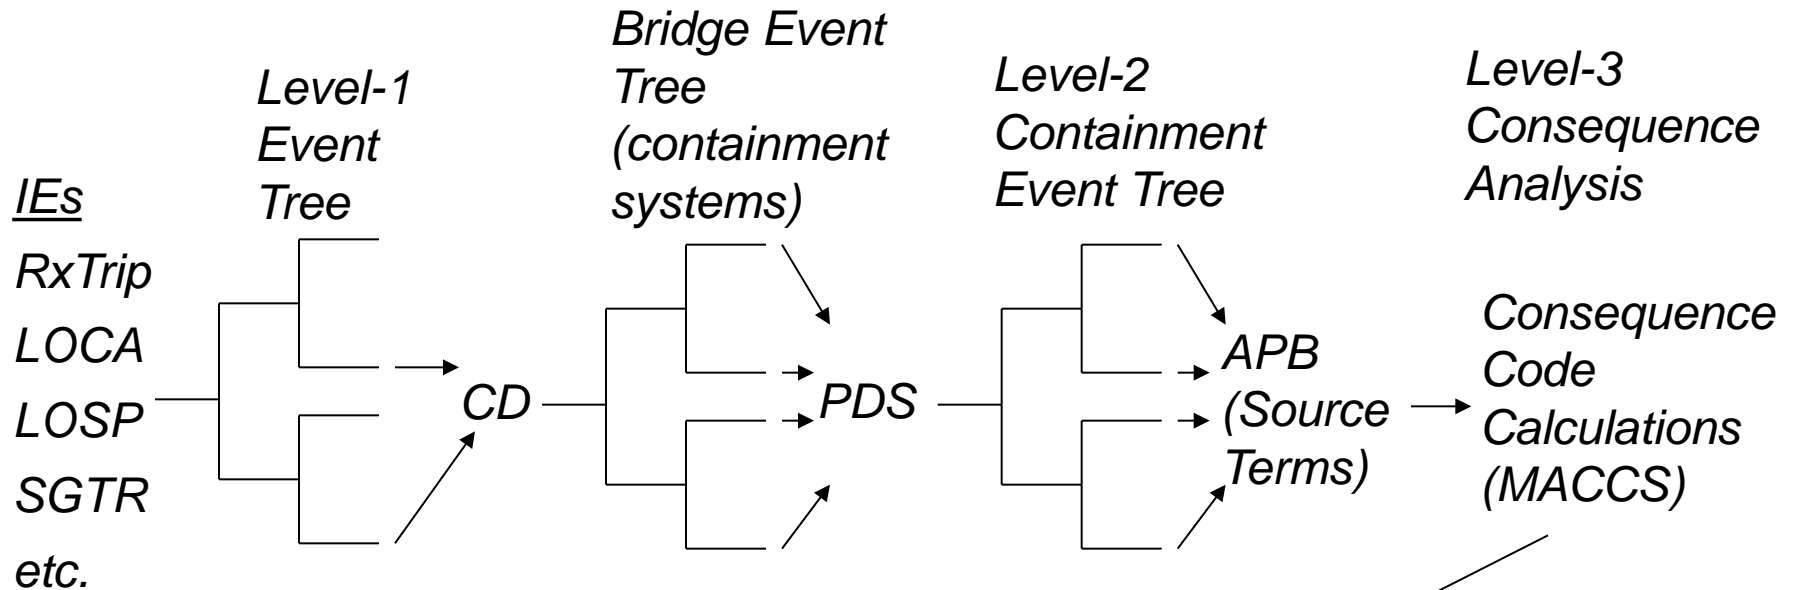 IEs
RxTrip
LOCA
LOSP
SGTR
etc.
Level-1
Event
Tree
CD
Bridge Event
Tree
(containment
systems)
PDS
Level-2
Containment
Event Tree
APB
(Source
Terms)
Level-3
Consequence
Analysis
Consequence
Code
Calculations
(MACCS)